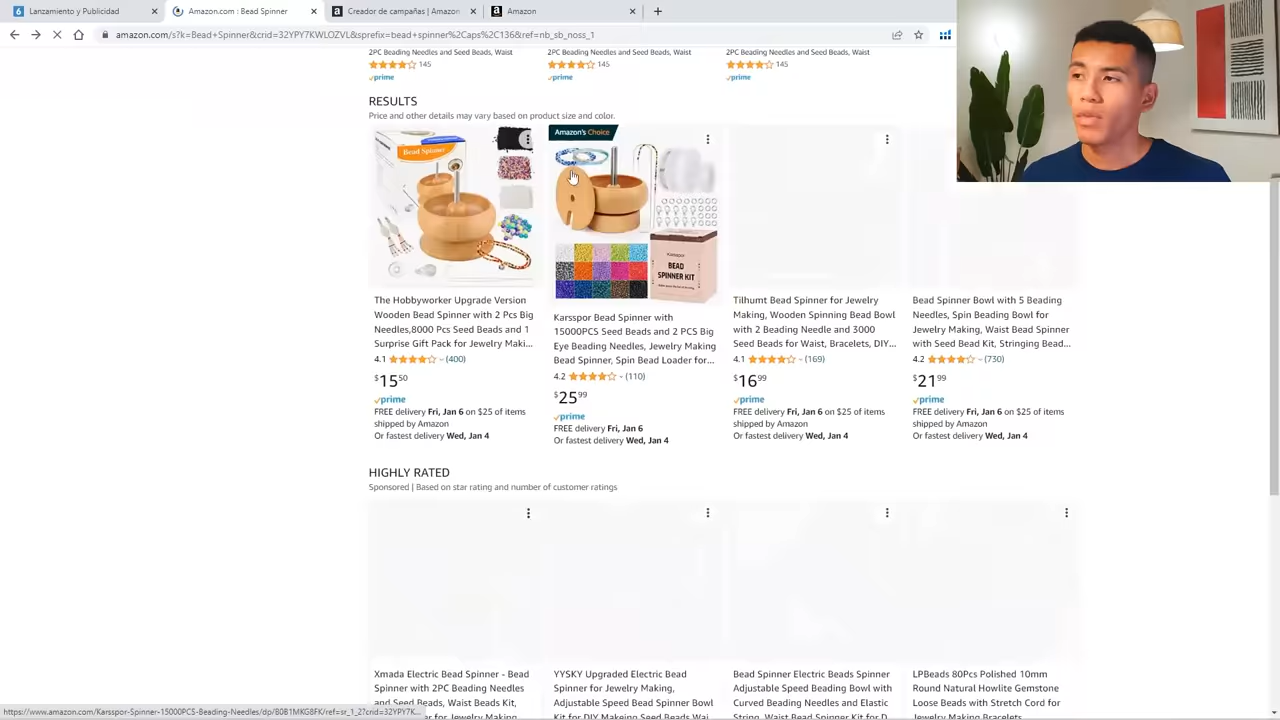 Lanzamiento y Publicidad
Amazon.com : Bead Spinner
Creador de campañas | Amazon
Amazon
amazon.com/s?k=Bead+Spinner&crid=32YPY7KWLOZVL&sprefix=bead+spinner%2Caps%2C136&ref=nb_sb_noss_1
2PC Beading Needles and Seed Beads, Waist
2PC Beading Needles and Seed Beads, Waist
2PC Beading Needles and Seed Beads, Waist
145
145
145
prime
prime
prime
RESULTS
Price and other details may vary based on product size and color.
Bead Spinner
Amazon's Choice
Karsspor
BEAD
SPINNER KIT
The Hobbyworker Upgrade Version
Wooden Bead Spinner with 2 Pcs Big
Needles,8000 Pcs Seed Beads and 1
Surprise Gift Pack for Jewelry Maki...
4.1 (400)
$15 50
prime
FREE delivery Fri, Jan 6 on $25 of items
shipped by Amazon
Or fastest delivery Wed, Jan 4
Karsspor Bead Spinner with
15000PCS Seed Beads and 2 PCS Big
Eye Beading Needles, Jewelry Making
Bead Spinner, Spin Bead Loader for...
4.2 (110)
$25 99
prime
FREE delivery Fri, Jan 6
Or fastest delivery Wed, Jan 4
Tilhumt Bead Spinner for Jewelry
Making, Wooden Spinning Bead Bowl
with 2 Beading Needle and 3000
Seed Beads for Waist, Bracelets, DIY...
4.1 (169)
$16 99
prime
FREE delivery Fri, Jan 6 on $25 of items
shipped by Amazon
Or fastest delivery Wed, Jan 4
Bead Spinner Bowl with 5 Beading
Needles, Spin Beading Bowl for
Jewelry Making, Waist Bead Spinner
with Seed Bead Kit, Stringing Bead...
4.2 (730)
$21 99
prime
FREE delivery Fri, Jan 6 on $25 of items
shipped by Amazon
Or fastest delivery Wed, Jan 4
HIGHLY RATED
Sponsored | Based on star rating and number of customer ratings
Xmada Electric Bead Spinner - Bead
Spinner with 2PC Beading Needles
and Seed Beads, Waist Beads Kit,
YYSKY Upgraded Electric Bead
Spinner for Jewelry Making,
Adjustable Speed Bead Spinner Bowl
Kit for DIY Makeing Seed Beads Wai
Bead Spinner Electric Beads Spinner
Adjustable Speed Beading Bowl with
Curved Beading Needles and Elastic
String, Waist Bead Spinner Kit for D
LPBeads 80Pcs Polished 10mm
Round Natural Howlite Gemstone
Loose Beads with Stretch Cord for
Jewelry Making Bracelets
https://www.amazon.com/Karsspor-Spinner-15000PCS-Beading-Needles/dp/B0B1MKG8FK/ref=sr_1_2?crid=32YPY7K...